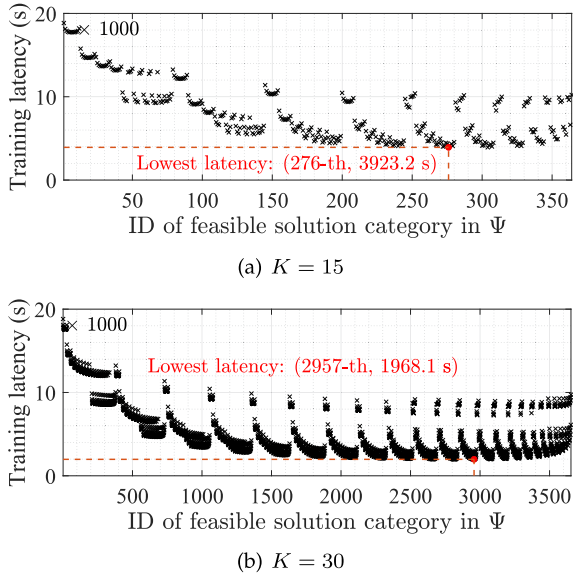 20
×1000
10
0
Training latency (s)
Lowest latency: (276-th, 3923.2 s)
50 100 150 200 250 300 350
ID of feasible solution category in Ψ
(a) K = 15
20
×1000
10
0
Training latency (s)
Lowest latency: (2957-th, 1968.1 s)
500 1000 1500 2000 2500 3000 3500
ID of feasible solution category in Ψ
(b) K = 30